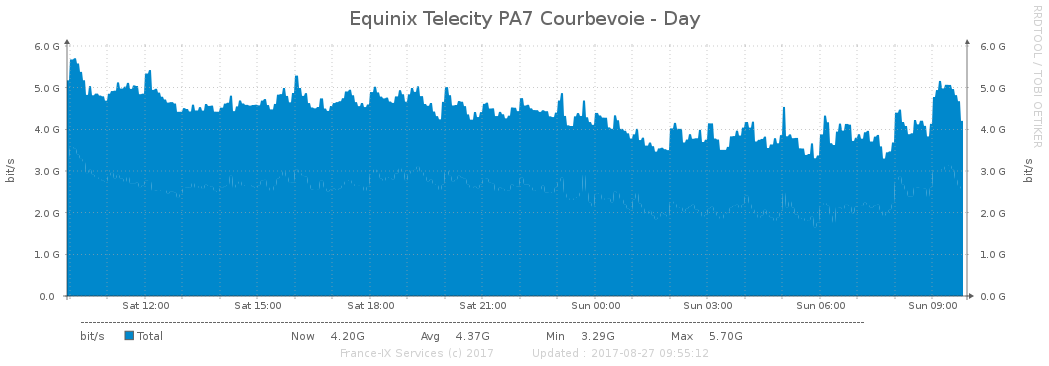 Equinix Telecity PA7 Courbevoie - Day
RRDTOOL / TOBI OETIKER
bit/s
6.0 G 6.0 G
5.0 G 5.0 G
4.0 G 4.0 G
3.0 G 3.0 G
2.0 G 2.0 G
1.0 G 1.0 G
0.0 0.0 G
bit/s
Sat 12:00 Sat 15:00 Sat 18:00 Sat 21:00 Sun 00:00 Sun 03:00 Sun 06:00 Sun 09:00
bit/s Total Now 4.20G Avg 4.37G Min 3.29G Max 5.70G
France-IX Services (c) 2017 Updated : 2017-08-27 09:55:12